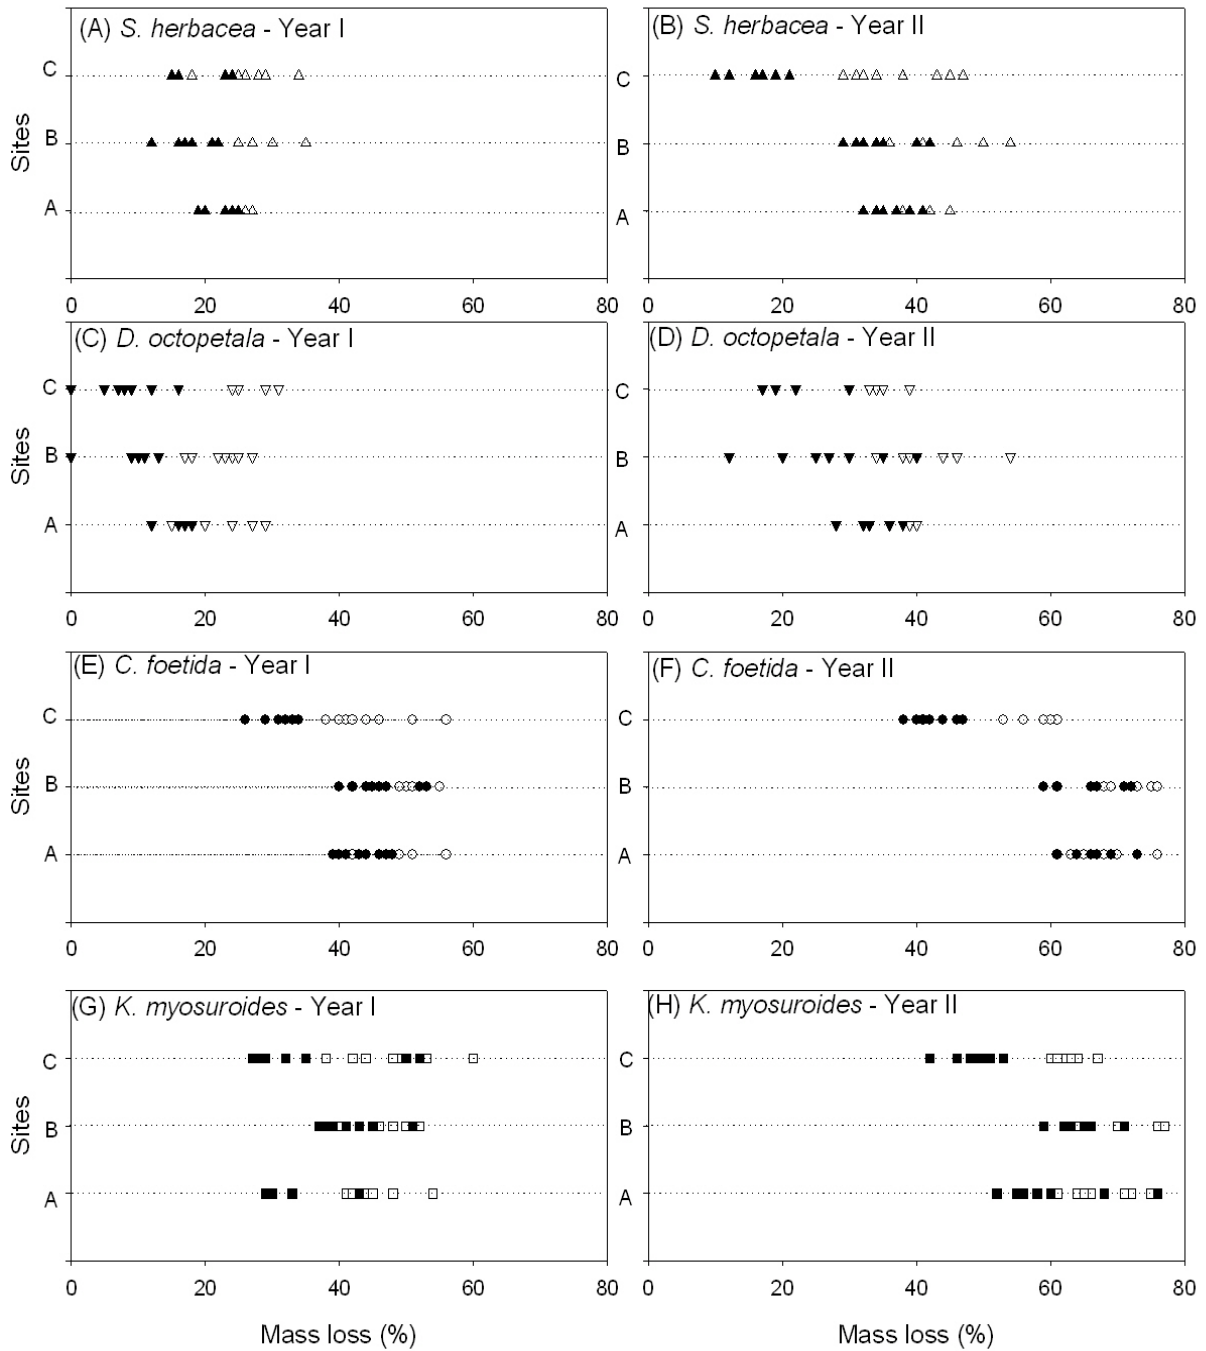 (A) S. herbacea - Year I
(B) S. herbacea - Year II
Sites
C
B
A
C
B
A
0 20 40 60 80
0 20 40 60 80
(C) D. octopetala - Year I
(D) D. octopetala - Year II
Sites
C
B
A
C
B
A
0 20 40 60 80
0 20 40 60 80
(E) C. foetida - Year I
(F) C. foetida - Year II
Sites
C
B
A
C
B
A
0 20 40 60 80
0 20 40 60 80
(G) K. myosuroides - Year I
(H) K. myosuroides - Year II
Sites
C
B
A
C
B
A
0 20 40 60 80
0 20 40 60 80
Mass loss (%)
Mass loss (%)